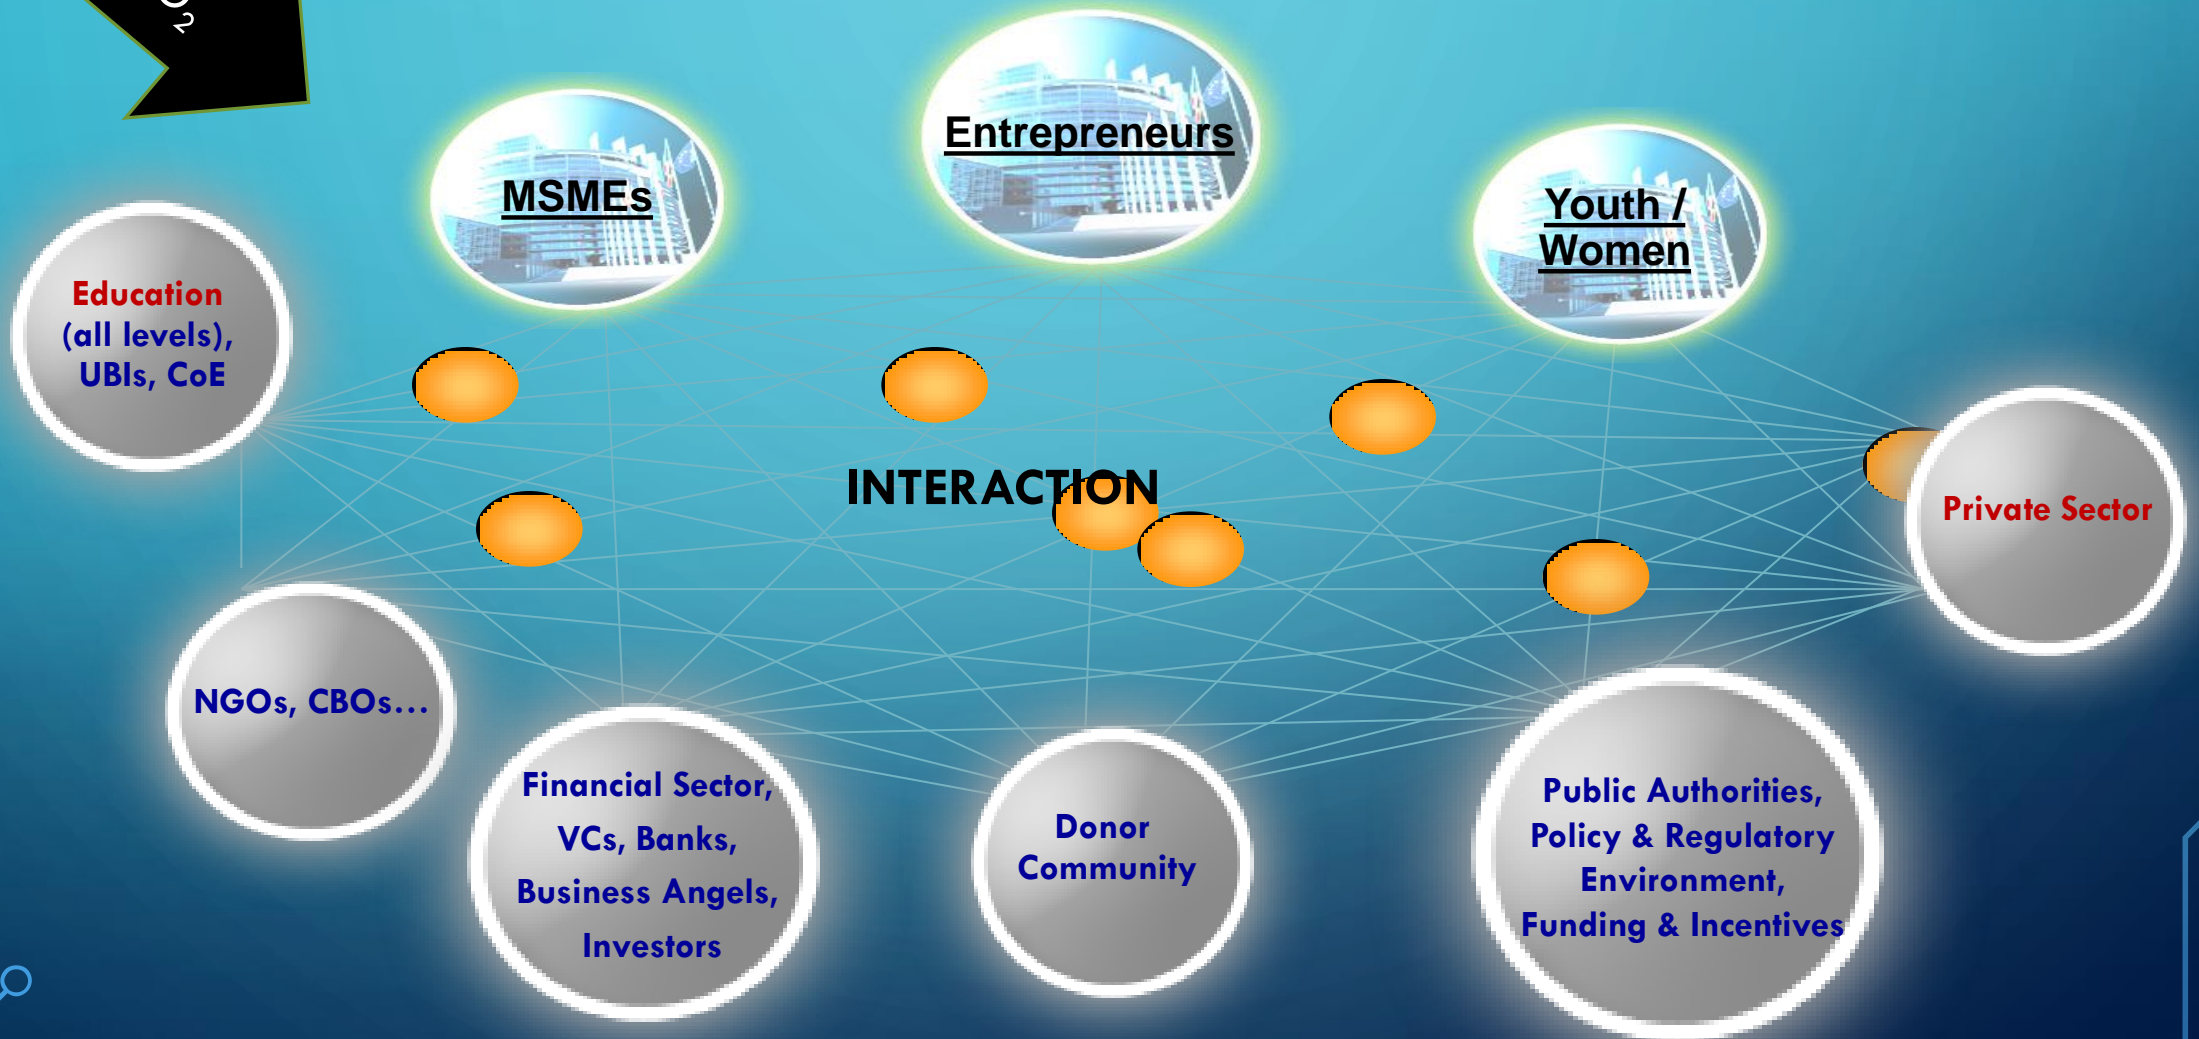 Entrepreneurs
MSMEs
Youth /
Women
Education
(all levels),
UBIs, CoE
INTERACTION
Private Sector
NGOs, CBOs...
Financial Sector,
VCs, Banks,
Business Angels,
Investors
Donor
Community
Public Authorities,
Policy & Regulatory
Environment,
Funding & Incentives